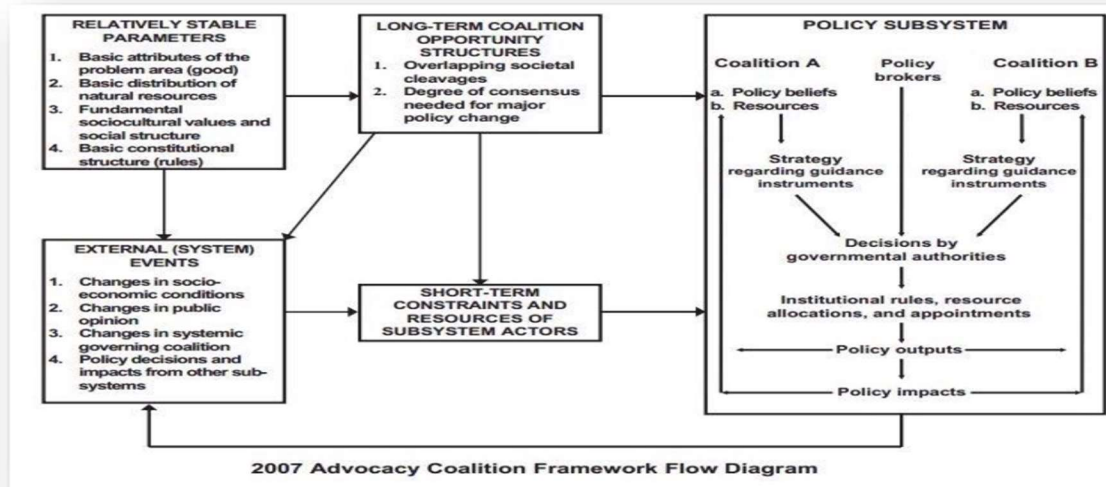 RELATIVELY STABLE
PARAMETERS
1. Basic attributes of the
problem area (good)
2. Basic distribution of
natural resources
3. Fundamental
sociocultural values and
social structure
4. Basic constitutional
structure (rules)
LONG-TERM COALITION
OPPORTUNITY
STRUCTURES
1. Overlapping societal
cleavages
2. Degree of consensus
needed for major
policy change
POLICY SUBSYSTEM
Coalition A
a. Policy beliefs
b. Resources
Policy
brokers
Coalition B
a. Policy beliefs
b. Resources
Strategy
regarding guidance
instruments
Strategy
regarding guidance
instruments
Decisions by
governmental authorities
Institutional rules, resource
allocations, and appointments
Policy outputs
Policy impacts
EXTERNAL (SYSTEM)
EVENTS
1. Changes in socio-
economic conditions
2. Changes in public
opinion
3. Changes in systemic
governing coalition
4. Policy decisions and
impacts from other sub-
systems
SHORT-TERM
CONSTRAINTS AND
RESOURCES OF
SUBSYSTEM ACTORS
2007 Advocacy Coalition Framework Flow Diagram